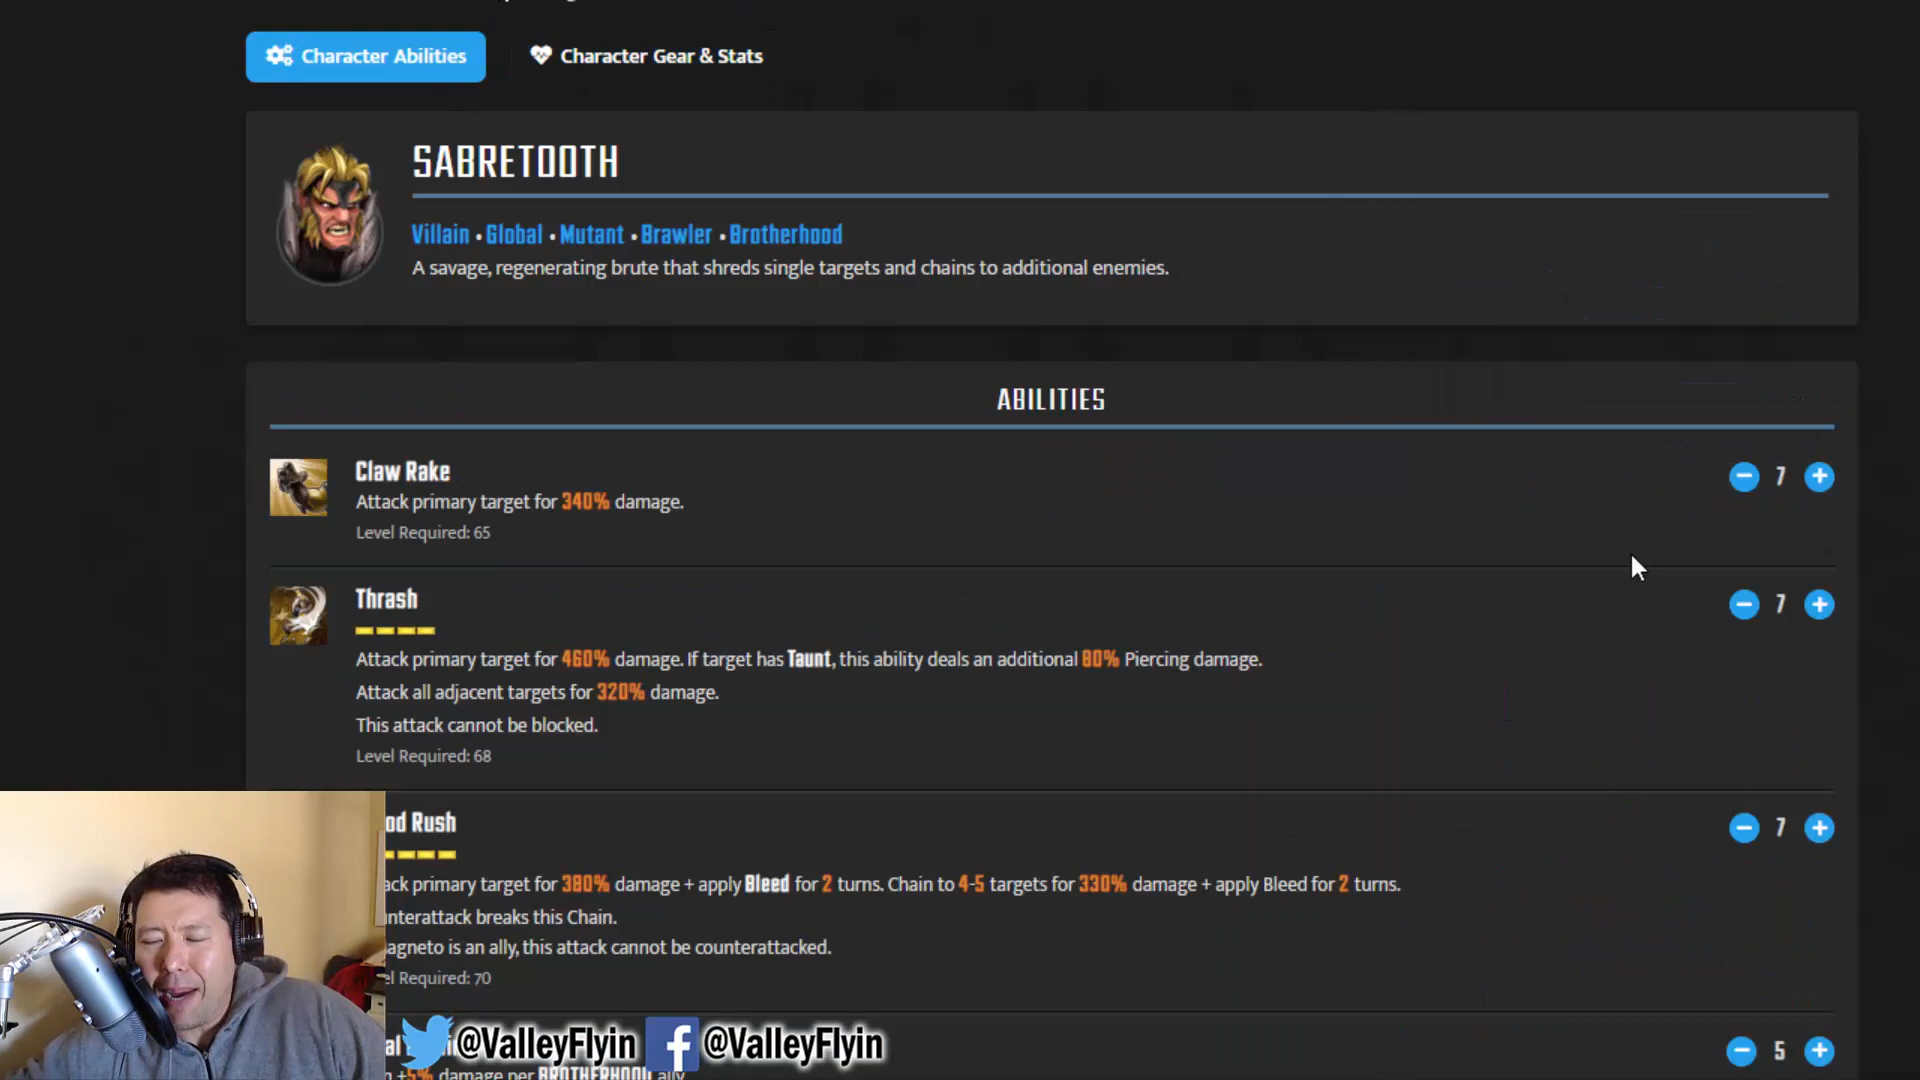 Character Abilities
Character Gear & Stats
SABRETOOTH
Villain • Global • Mutant • Brawler • Brotherhood
A savage, regenerating brute that shreds single targets and chains to additional enemies.
ABILITIES
Claw Rake
7
Attack primary target for 340% damage.
Level Required: 65
Thrash
7
Attack primary target for 460% damage. If target has Taunt, this ability deals an additional 80% Piercing damage.
Attack all adjacent targets for 320% damage.
This attack cannot be blocked.
Level Required: 68
od Rush
7
ack primary target for 380% damage + apply Bleed for 2 turns. Chain to 4-5 targets for 330% damage + apply Bleed for 2 turns.
nterattack breaks this Chain.
agneto is an ally, this attack cannot be counterattacked.
el Required: 70
@ValleyFlyin @ValleyFlyin
5
+5% damage per BROTHERHOOD ally